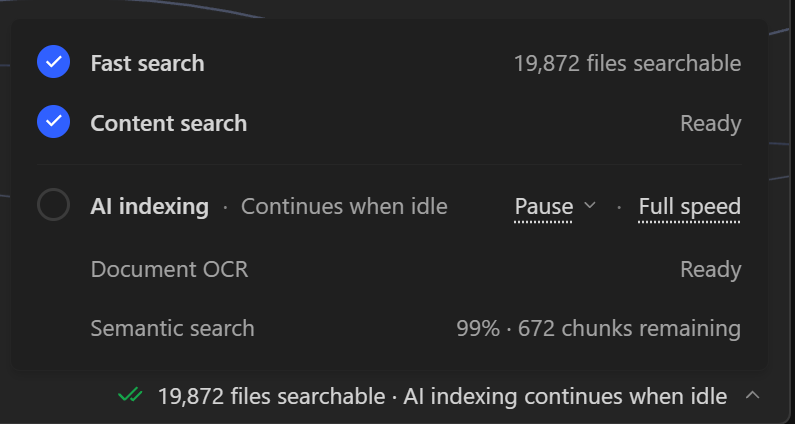 Fast search 19,872 files searchable
Content search Ready
AI indexing · Continues when idle Pause · Full speed
Document OCR Ready
Semantic search 99% · 672 chunks remaining
19,872 files searchable · AI indexing continues when idle